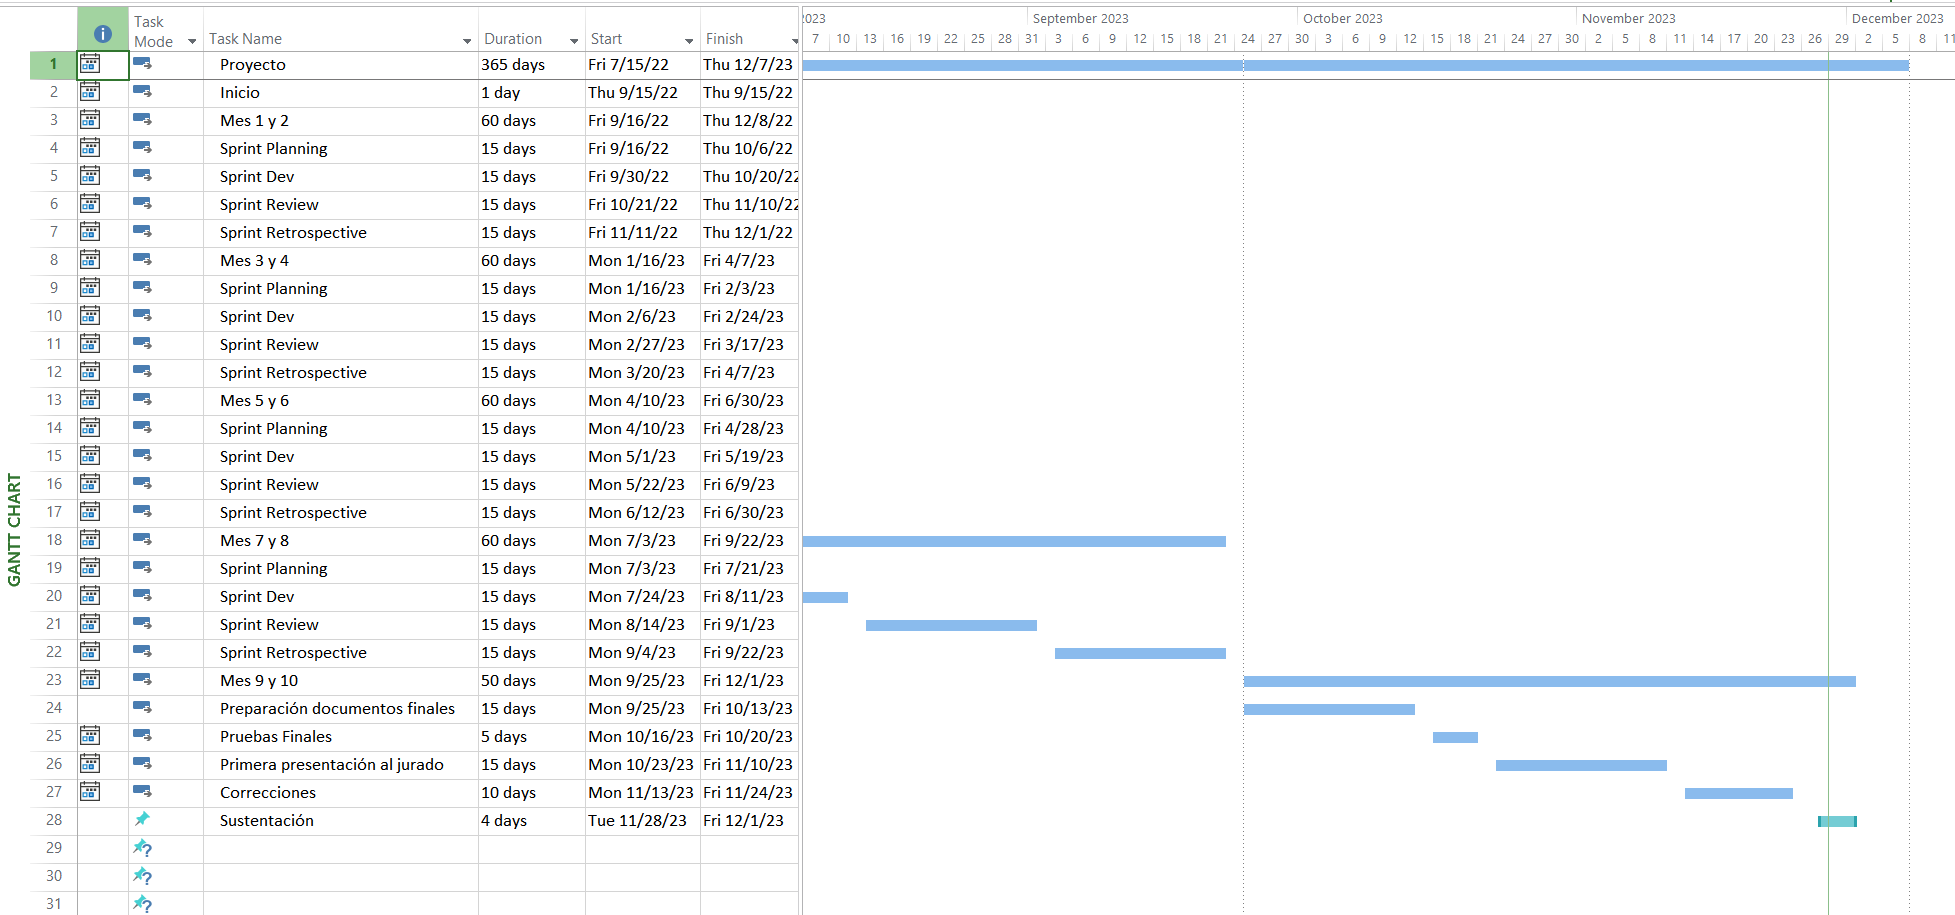 Task
Mode
Task Name
Duration
Start
Finish
2023
September 2023
October 2023
November 2023
December 2023
7 10 13 16 19 22 25 28 31 3 6 9 12 15 18 21 24 27 30 3 6 9 12 15 18 21 24 27 30 2 5 8 11 14 17 20 23 26 29 2 5 8 11
1 Proyecto 365 days Fri 7/15/22 Thu 12/7/23
2 Inicio 1 day Thu 9/15/22 Thu 9/15/22
3 Mes 1 y 2 60 days Fri 9/16/22 Thu 12/8/22
4 Sprint Planning 15 days Fri 9/16/22 Thu 10/6/22
5 Sprint Dev 15 days Fri 9/30/22 Thu 10/20/22
6 Sprint Review 15 days Fri 10/21/22 Thu 11/10/22
7 Sprint Retrospective 15 days Fri 11/11/22 Thu 12/1/22
8 Mes 3 y 4 60 days Mon 1/16/23 Fri 4/7/23
9 Sprint Planning 15 days Mon 1/16/23 Fri 2/3/23
10 Sprint Dev 15 days Mon 2/6/23 Fri 2/24/23
11 Sprint Review 15 days Mon 2/27/23 Fri 3/17/23
12 Sprint Retrospective 15 days Mon 3/20/23 Fri 4/7/23
13 Mes 5 y 6 60 days Mon 4/10/23 Fri 6/30/23
14 Sprint Planning 15 days Mon 4/10/23 Fri 4/28/23
15 Sprint Dev 15 days Mon 5/1/23 Fri 5/19/23
16 Sprint Review 15 days Mon 5/22/23 Fri 6/9/23
17 Sprint Retrospective 15 days Mon 6/12/23 Fri 6/30/23
18 Mes 7 y 8 60 days Mon 7/3/23 Fri 9/22/23
19 Sprint Planning 15 days Mon 7/3/23 Fri 7/21/23
20 Sprint Dev 15 days Mon 7/24/23 Fri 8/11/23
21 Sprint Review 15 days Mon 8/14/23 Fri 9/1/23
22 Sprint Retrospective 15 days Mon 9/4/23 Fri 9/22/23
23 Mes 9 y 10 50 days Mon 9/25/23 Fri 12/1/23
24 Preparación documentos finales 15 days Mon 9/25/23 Fri 10/13/23
25 Pruebas Finales 5 days Mon 10/16/23 Fri 10/20/23
26 Primera presentación al jurado 15 days Mon 10/23/23 Fri 11/10/23
27 Correcciones 10 days Mon 11/13/23 Fri 11/24/23
28 Sustentación 4 days Tue 11/28/23 Fri 12/1/23
29
30
31
GANTT CHART